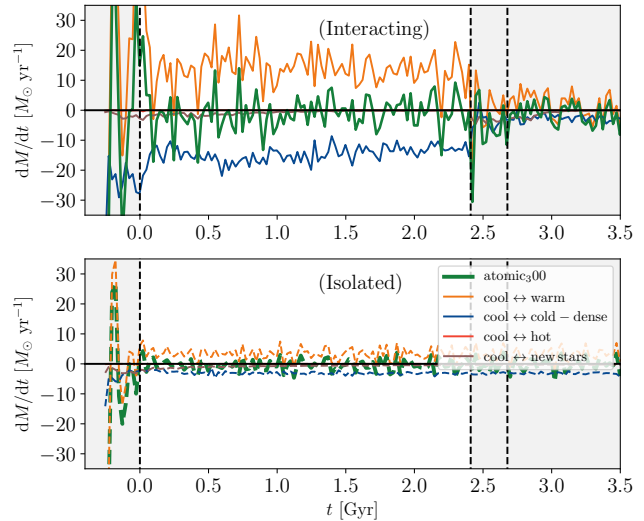 30
20
10
0
−10
−20
−30
dM/dt [M⊙ yr⁻¹]
(Interacting)
0.0 0.5 1.0 1.5 2.0 2.5 3.0 3.5
30
20
10
0
−10
−20
−30
dM/dt [M⊙ yr⁻¹]
(Isolated)
atomic₃00
cool ↔ warm
cool ↔ cold − dense
cool ↔ hot
cool ↔ new stars
0.0 0.5 1.0 1.5 2.0 2.5 3.0 3.5
t [Gyr]